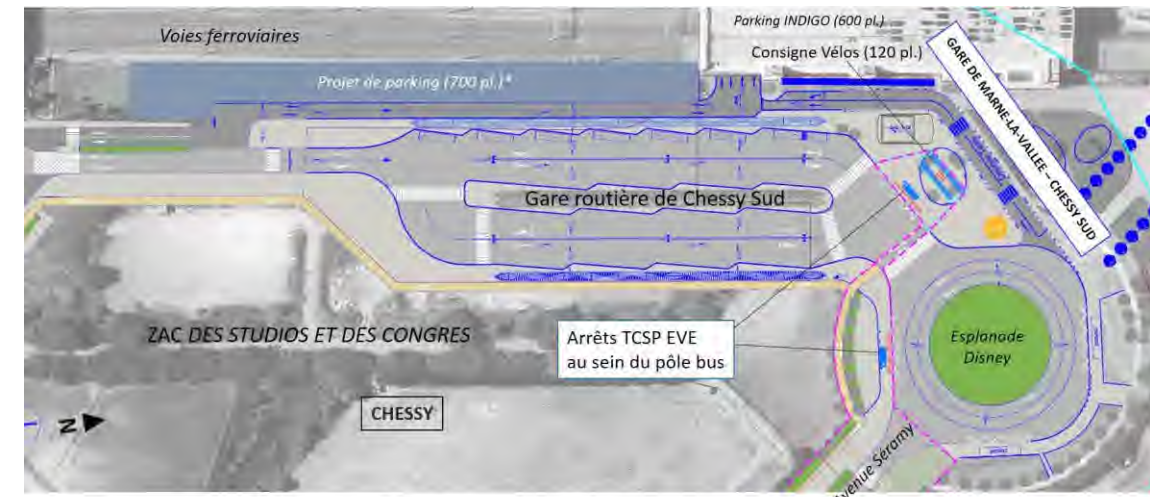 Parking INDIGO (600 pl.)
Voies ferroviaires
Consigne Vélos (120 pl.)
Projet de parking (700 pl.)*
GARE DE MARNE-LA-VALLEE – CHESSY SUD
Gare routière de Chessy Sud
ZAC DES STUDIOS ET DES CONGRES
Arrêts TCSP EVE
au sein du pôle bus
Esplanade
Disney
CHESSY
N
Avenue Séramy